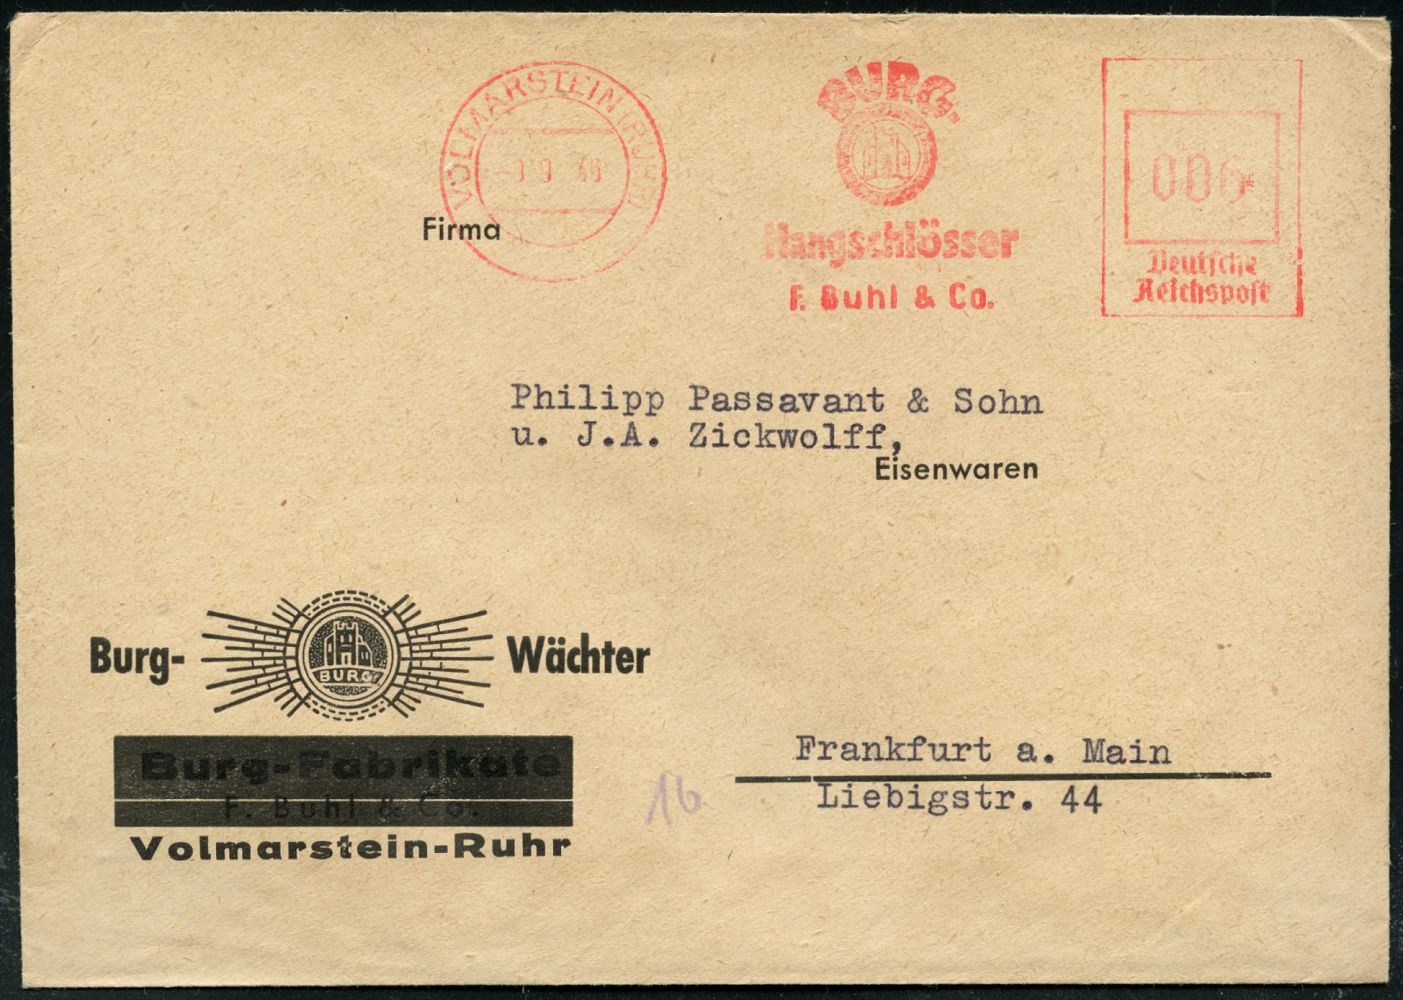 VOLMARSTEIN (RUHR)
BURG-
Hangschlösser
F. Buhl & Co.
006
Deutsche
Reichspost
Firma
Philipp Passavant & Sohn
u. J.A. Zickwolff,
Eisenwaren
Burg-
BURG
Wächter
Burg-Fabrikate
F. Buhl & Co.
Volmarstein-Ruhr
Frankfurt a. Main
Liebigstr. 44
16